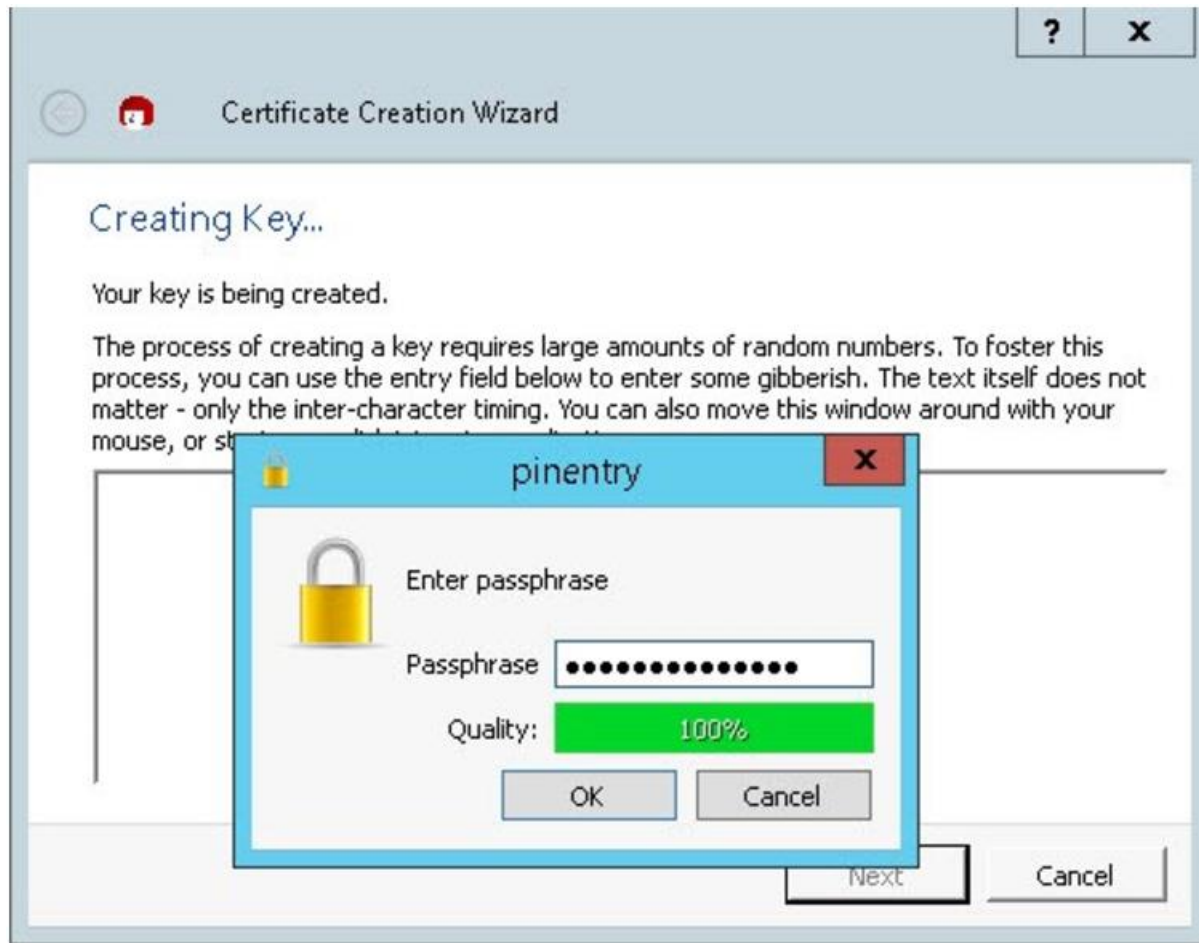 ? X
Certificate Creation Wizard
Creating Key...
Your key is being created.
The process of creating a key requires large amounts of random numbers. To foster this
process, you can use the entry field below to enter some gibberish. The text itself does not
matter - only the inter-character timing. You can also move this window around with your
mouse, or
pinentry X
Enter passphrase
Passphrase ●●●●●●●●●●●●●●
Quality: 100%
OK Cancel
Next Cancel